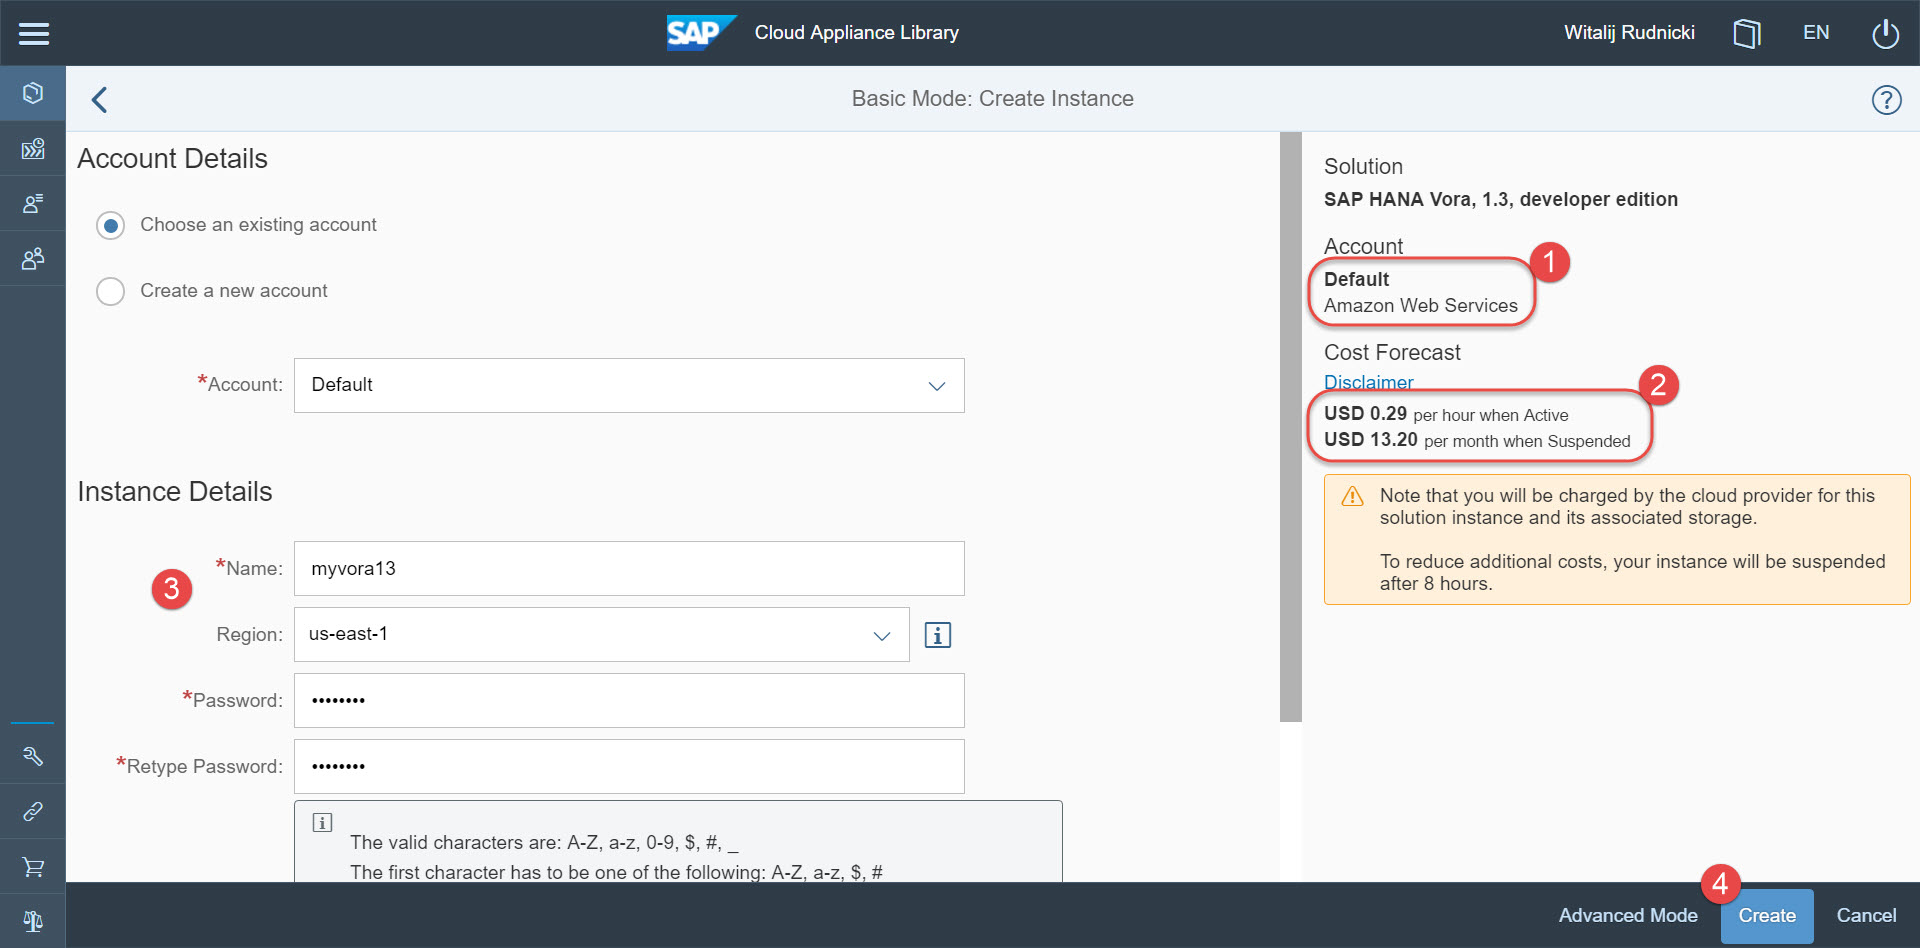 SAP Cloud Appliance Library
Witalij Rudnicki
EN
Basic Mode: Create Instance
?
Account Details
Choose an existing account
Create a new account
*Account: Default
Instance Details
3
*Name: myvora13
Region: us-east-1
i
*Password: ••••••••
*Retype Password: ••••••••
i
The valid characters are: A-Z, a-z, 0-9, $, #, _
The first character has to be one of the following: A-Z, a-z, $, #
Solution
SAP HANA Vora, 1.3, developer edition
Account
1
Default
Amazon Web Services
Cost Forecast
Disclaimer
2
USD 0.29 per hour when Active
USD 13.20 per month when Suspended
Note that you will be charged by the cloud provider for this
solution instance and its associated storage.
To reduce additional costs, your instance will be suspended
after 8 hours.
4
Advanced Mode
Create
Cancel